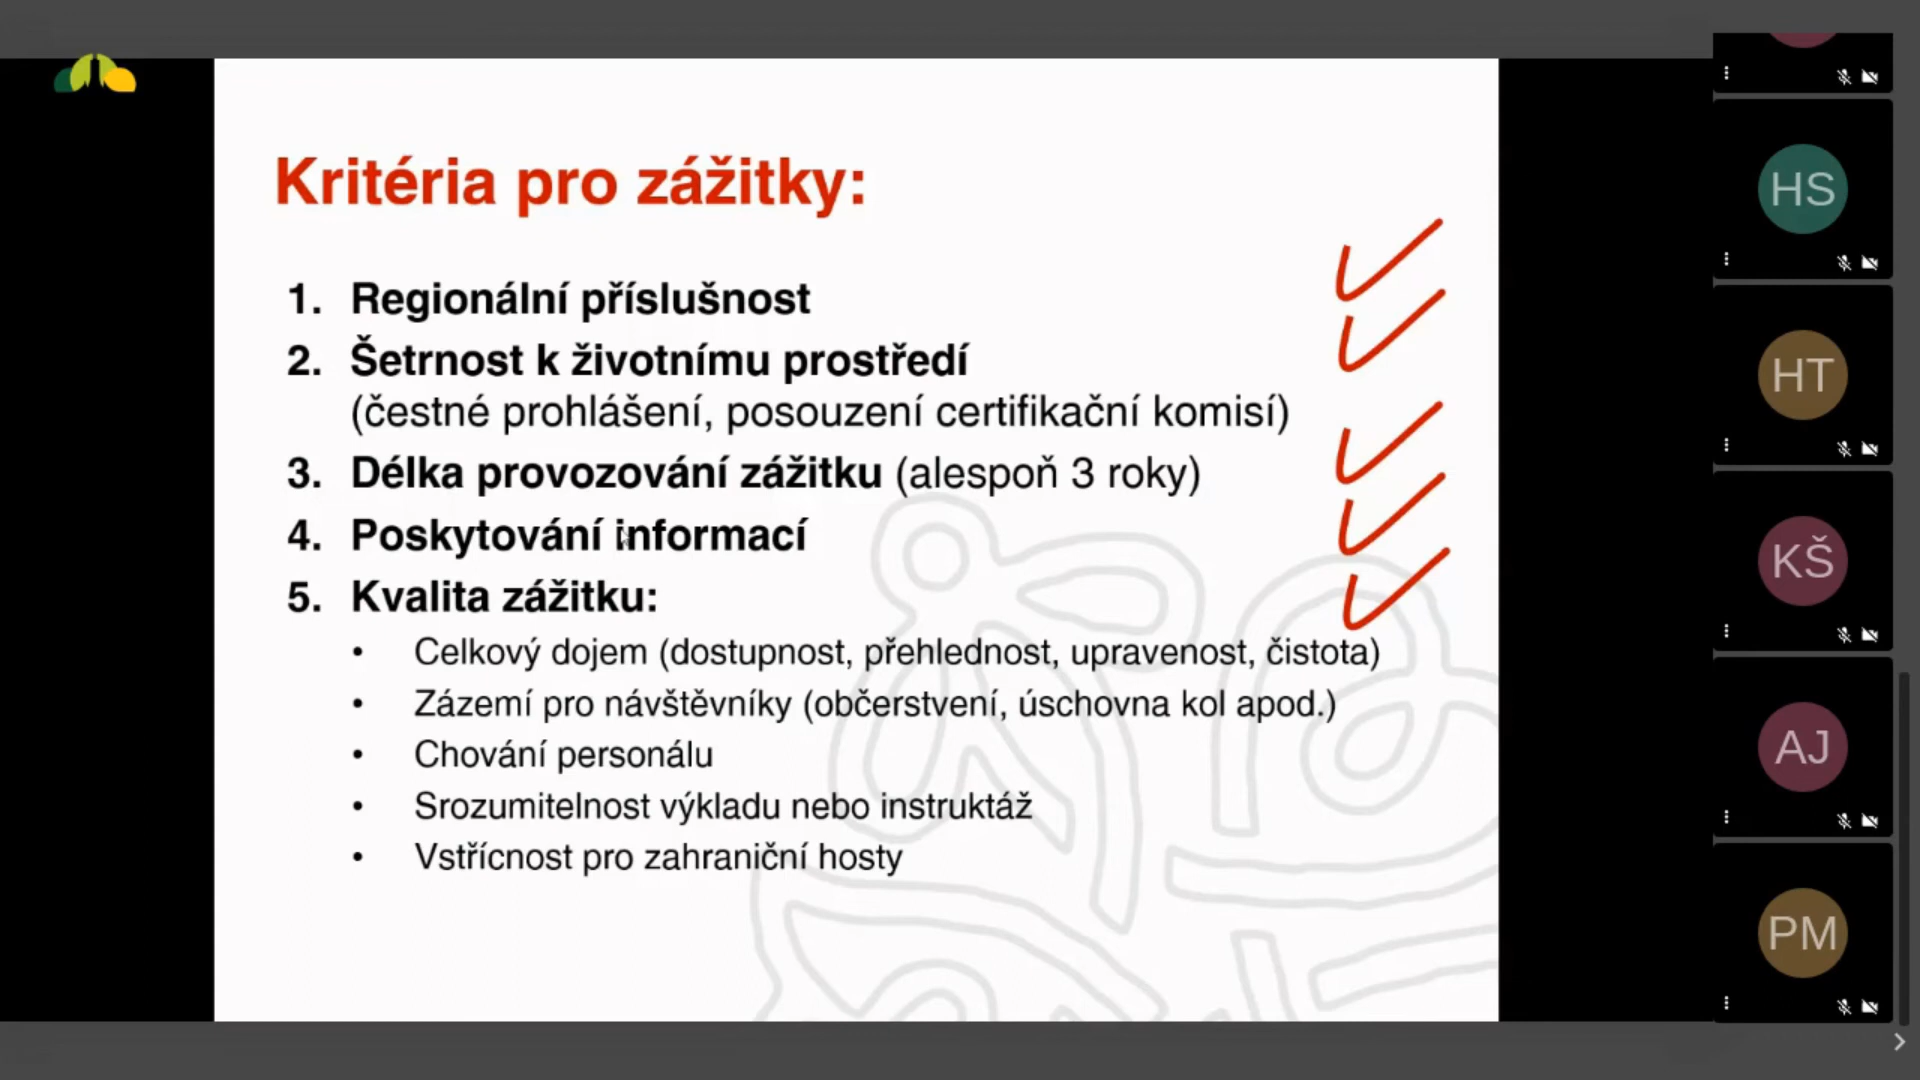 Kritéria pro zážitky:
1. Regionální příslušnost
2. Šetrnost k životnímu prostředí
(čestné prohlášení, posouzení certifikační komisí)
3. Délka provozování zážitku (alespoň 3 roky)
4. Poskytování informací
5. Kvalita zážitku:
• Celkový dojem (dostupnost, přehlednost, upravenost, čistota)
• Zázemí pro návštěvníky (občerstvení, úschovna kol apod.)
• Chování personálu
• Srozumitelnost výkladu nebo instruktáž
• Vstřícnost pro zahraniční hosty
HS
HT
KŠ
AJ
PM